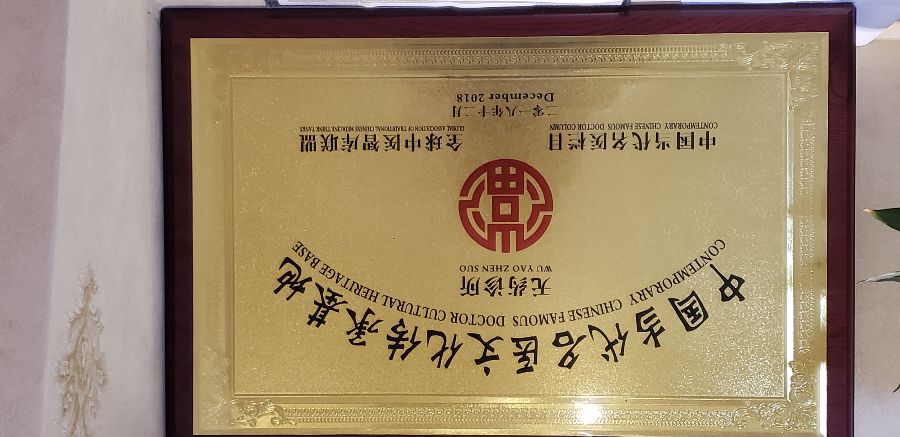 中国当代名医文化传承基地
CONTEMPORARY CHINESE FAMOUS DOCTOR CULTURAL HERITAGE BASE
无药诊所
WU YAO ZHEN SUO
中国当代名医栏目
CONTEMPORARY CHINESE FAMOUS DOCTOR COLUMN
全球中医智库联盟
GLOBAL ASSOCIATION OF TRADITIONAL CHINESE MEDICINE THINK TANKS
二零一八年十二月
December 2018